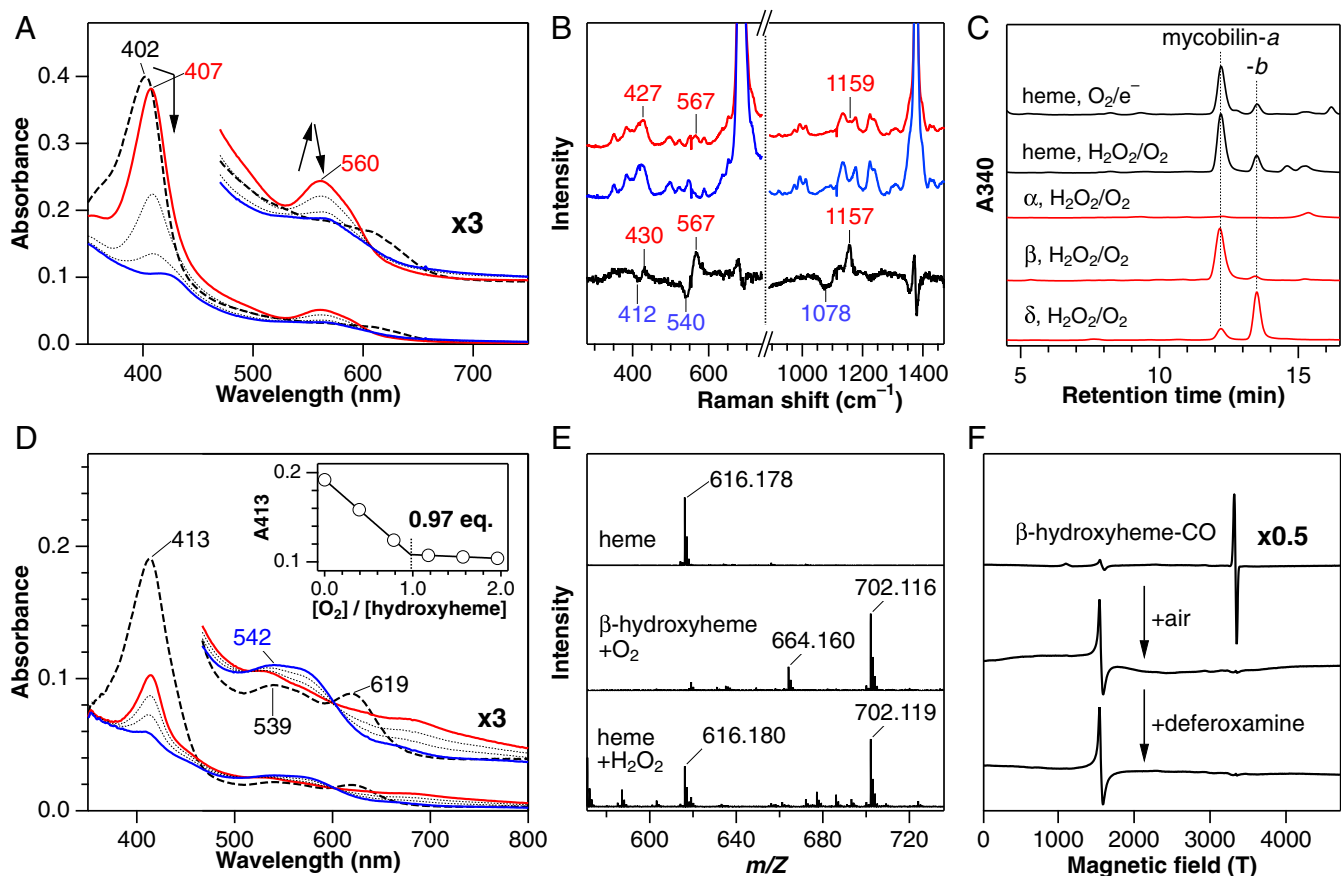 A
402
407
560
x3
0.4
0.3
0.2
0.1
0.0
Absorbance
400
500
600
700
Wavelength (nm)
B
427
567
1159
430
567
1157
412
540
1078
Intensity
400
600
800
1000
1200
1400
Raman shift (cm⁻¹)
C
mycobilin-a
-b
heme, O₂/e⁻
heme, H₂O₂/O₂
α, H₂O₂/O₂
β, H₂O₂/O₂
δ, H₂O₂/O₂
A340
5
10
15
Retention time (min)
D
413
542
539
619
x3
0.2
0.1
0.0
Absorbance
400
500
600
700
800
Wavelength (nm)
0.2
0.1
A413
0.97 eq.
0.0
1.0
2.0
[O₂] / [hydroxyheme]
E
616.178
heme
702.116
β-hydroxyheme
+O₂
664.160
702.119
heme
+H₂O₂
616.180
Intensity
600
640
680
720
m/Z
F
β-hydroxyheme-CO
x0.5
+air
+deferoxamine
0
1000
2000
3000
4000
Magnetic field (T)